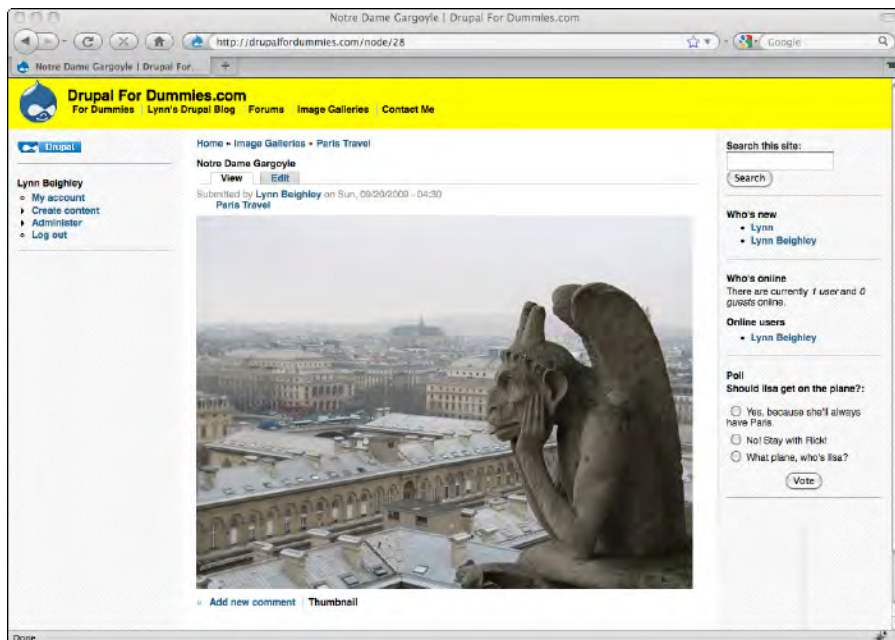 Notre Dame Gargoyle | Drupal For Dummies.com
http://drupalfordummies.com/node/28
Google
Notre Dame Gargoyle | Drupal For...
Drupal For Dummies.com
For Dummies Lynn's Drupal Blog Forums Image Galleries Contact Me
Drupal
Lynn Beighley
My account
Create content
Administer
Log out
Home » Image Galleries » Paris Travel
Notre Dame Gargoyle
View Edit
Submitted by Lynn Beighley on Sun, 09/20/2009 - 04:30
Paris Travel
Add new comment Thumbnail
Search this site:
Search
Who's new
Lynn
Lynn Beighley
Who's online
There are currently 1 user and 0
guests online.
Online users
Lynn Beighley
Poll
Should Ilsa get on the plane?:
Yes, because she'll always
have Paris.
No! Stay with Rick!
What plane, who's Ilsa?
Vote
Done